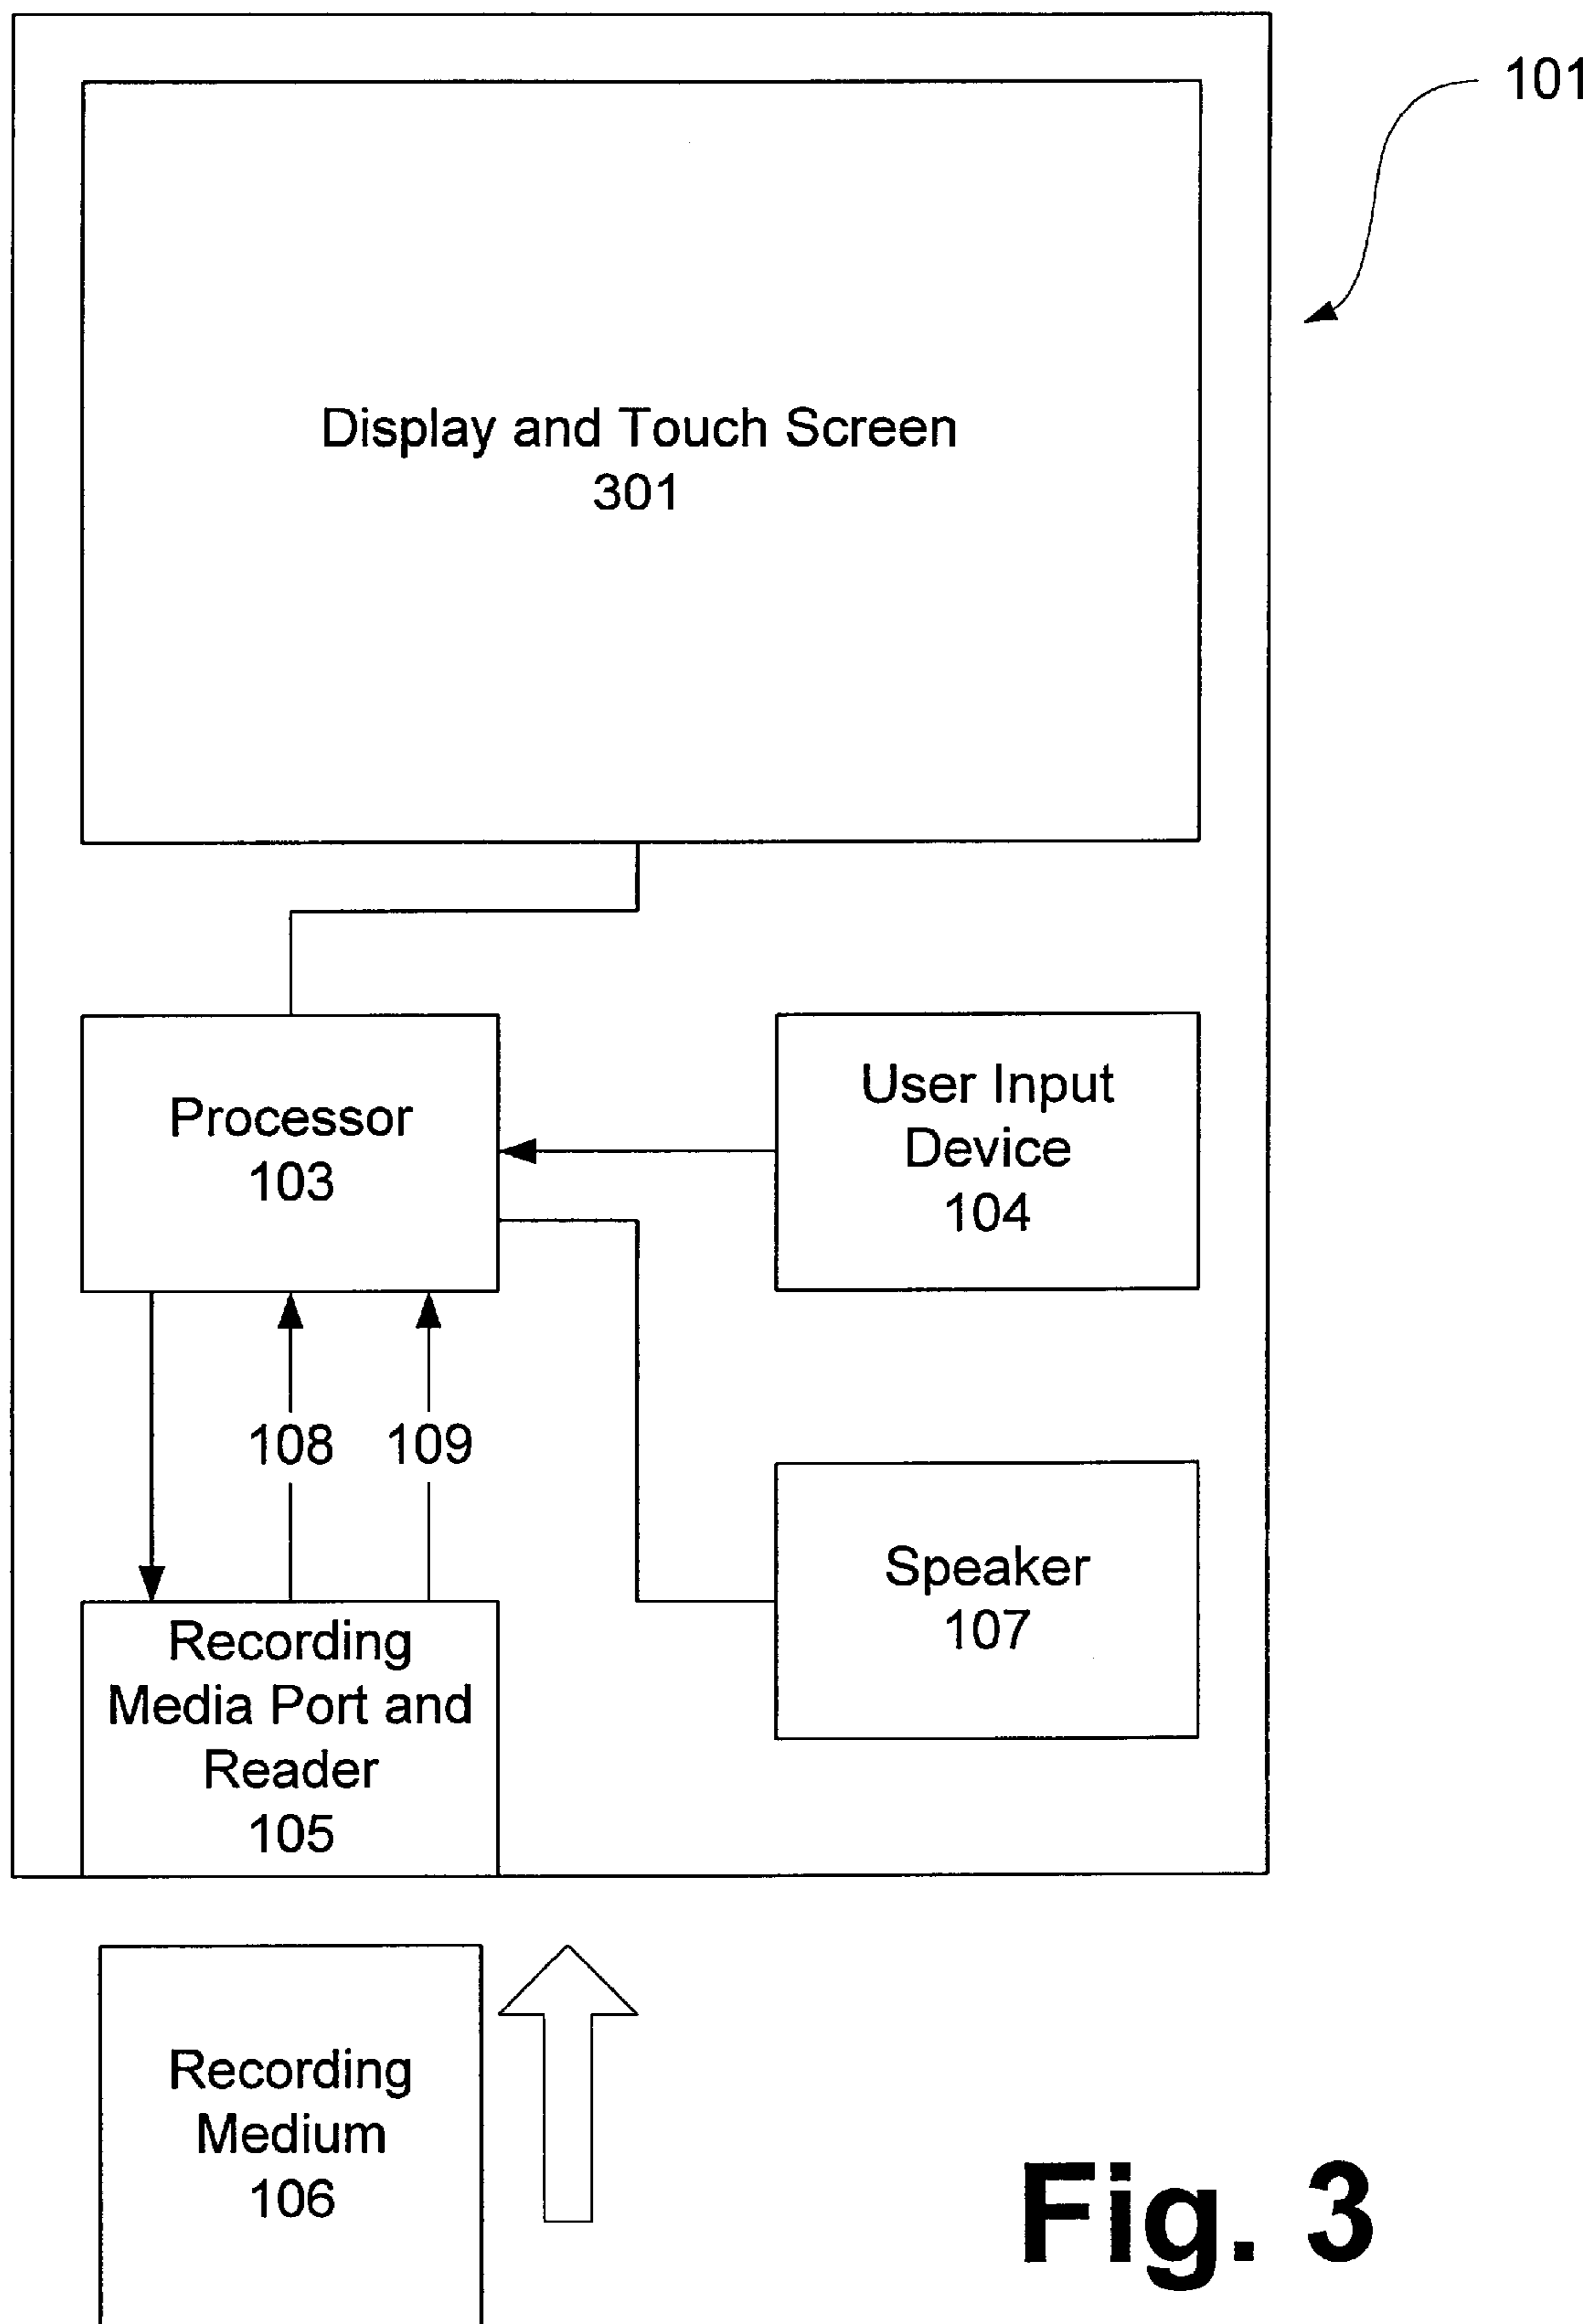 101
Display and Touch Screen
301
Processor
103
User Input
Device
104
108
109
Speaker
107
Recording
Media Port and
Reader
105
Recording
Medium
106
Fig. 3